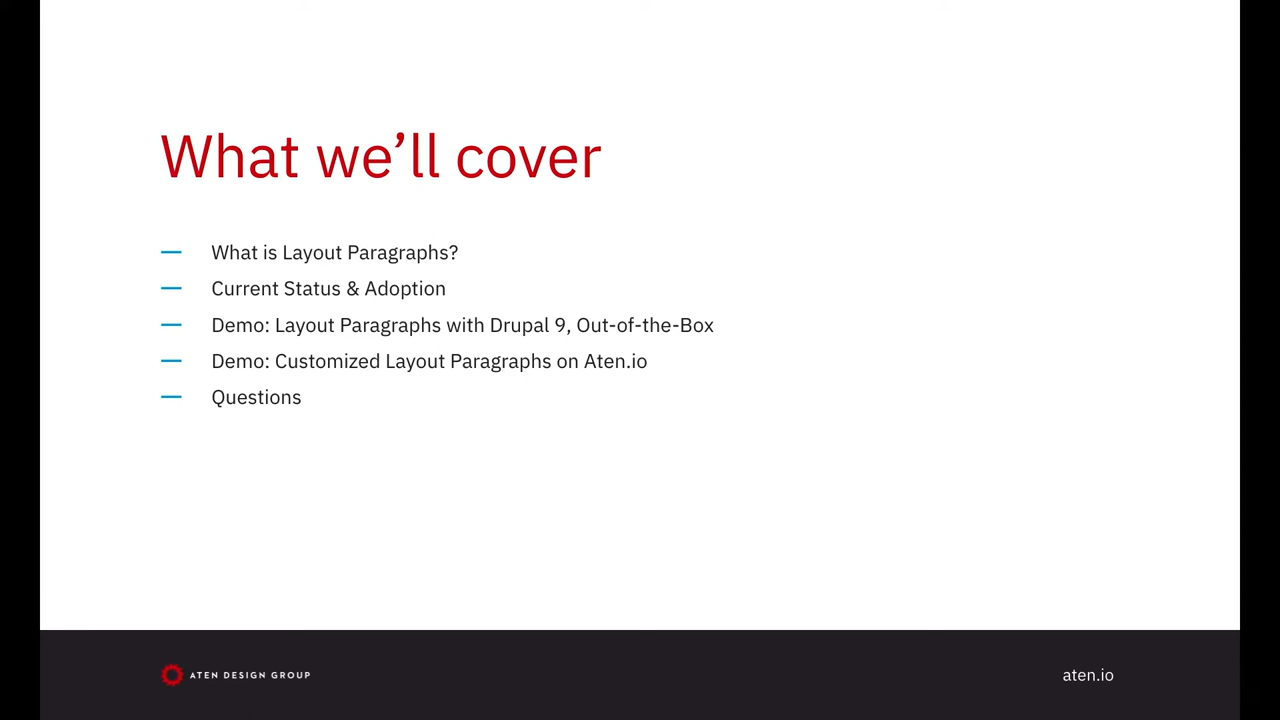 What we’ll cover
— What is Layout Paragraphs?
— Current Status & Adoption
— Demo: Layout Paragraphs with Drupal 9, Out-of-the-Box
— Demo: Customized Layout Paragraphs on Aten.io
— Questions
ATEN DESIGN GROUP
aten.io